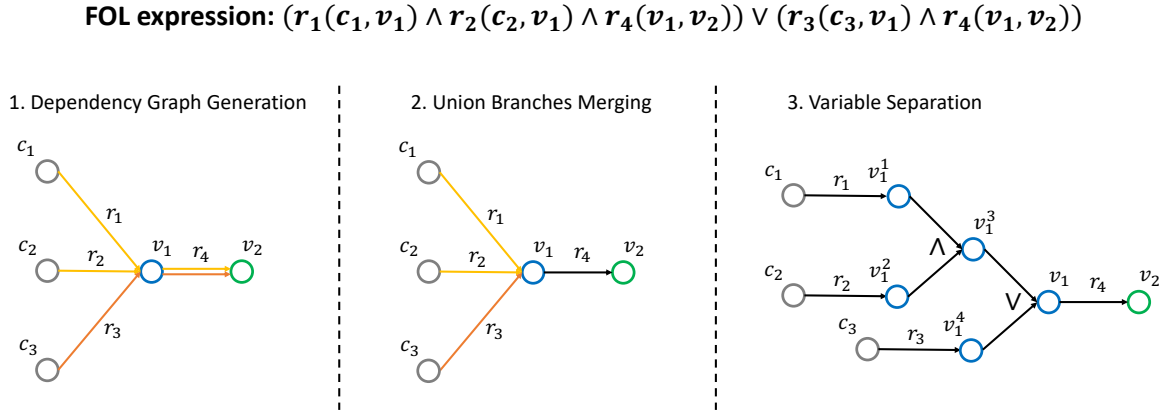 FOL expression: (r₁(c₁, v₁) ∧ r₂(c₂, v₁) ∧ r₄(v₁, v₂)) ∨ (r₃(c₃, v₁) ∧ r₄(v₁, v₂))
1. Dependency Graph Generation
c₁
r₁
c₂
r₂
v₁
r₄
v₂
r₃
c₃
2. Union Branches Merging
c₁
r₁
c₂
r₂
v₁
r₄
v₂
r₃
c₃
3. Variable Separation
c₁
r₁
v₁¹
v₁³
∧
c₂
r₂
v₁²
v₁
r₄
v₂
∨
c₃
r₃
v₁⁴